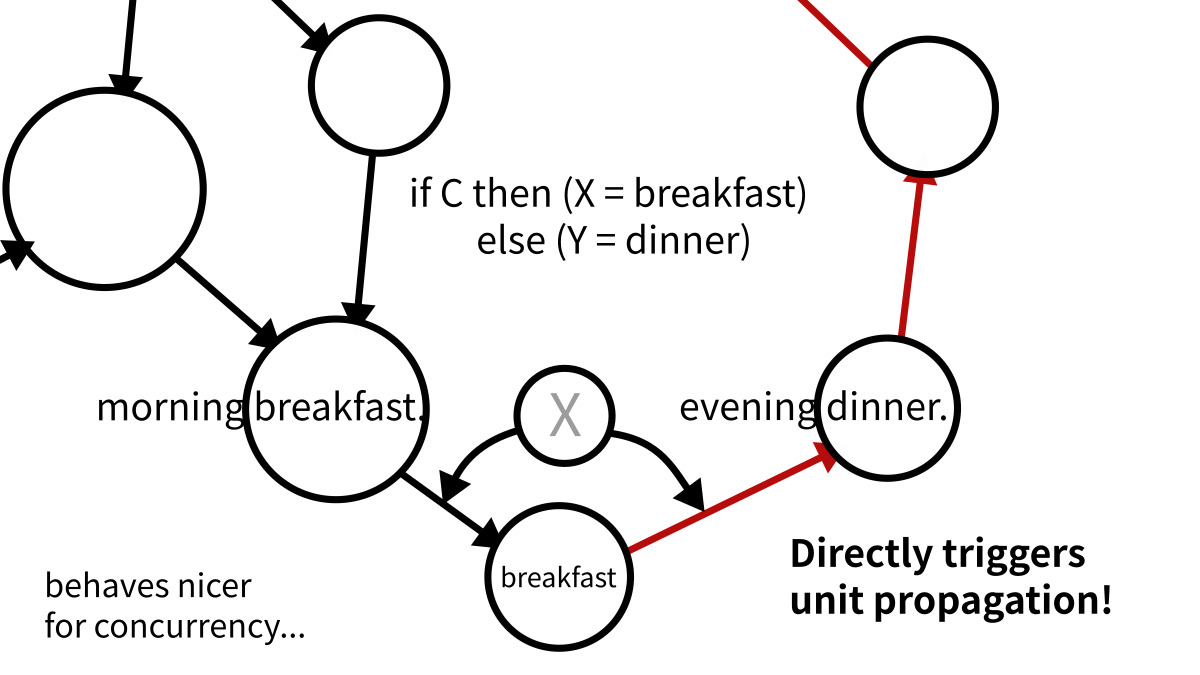 if C then (X = breakfast)
else (Y = dinner)
morning breakfast.
X
evening dinner.
breakfast
behaves nicer
for concurrency...
Directly triggers
unit propagation!